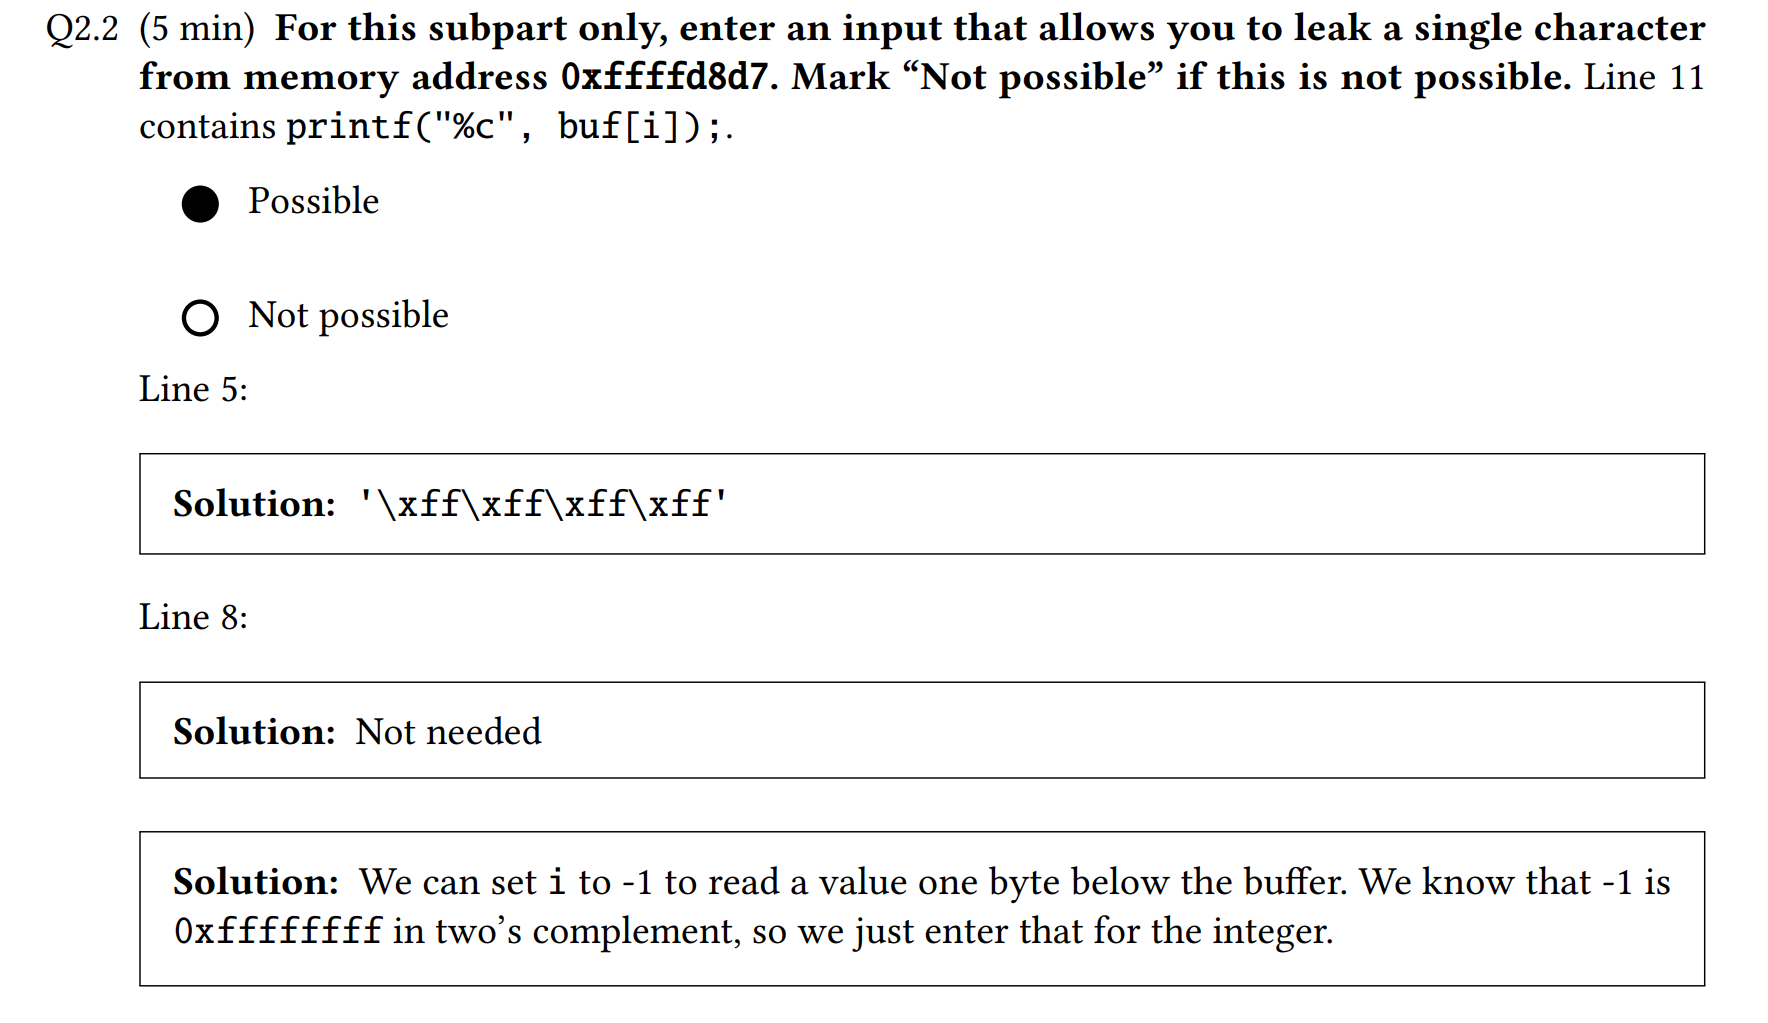 Q2.2 (5 min) For this subpart only, enter an input that allows you to leak a single character
from memory address 0xffffd8d7. Mark “Not possible” if this is not possible. Line 11
contains printf("%c", buf[i]);.
Possible
Not possible
Line 5:
Solution: '\xff\xff\xff\xff'
Line 8:
Solution: Not needed
Solution: We can set i to -1 to read a value one byte below the buffer. We know that -1 is
0xffffffff in two’s complement, so we just enter that for the integer.